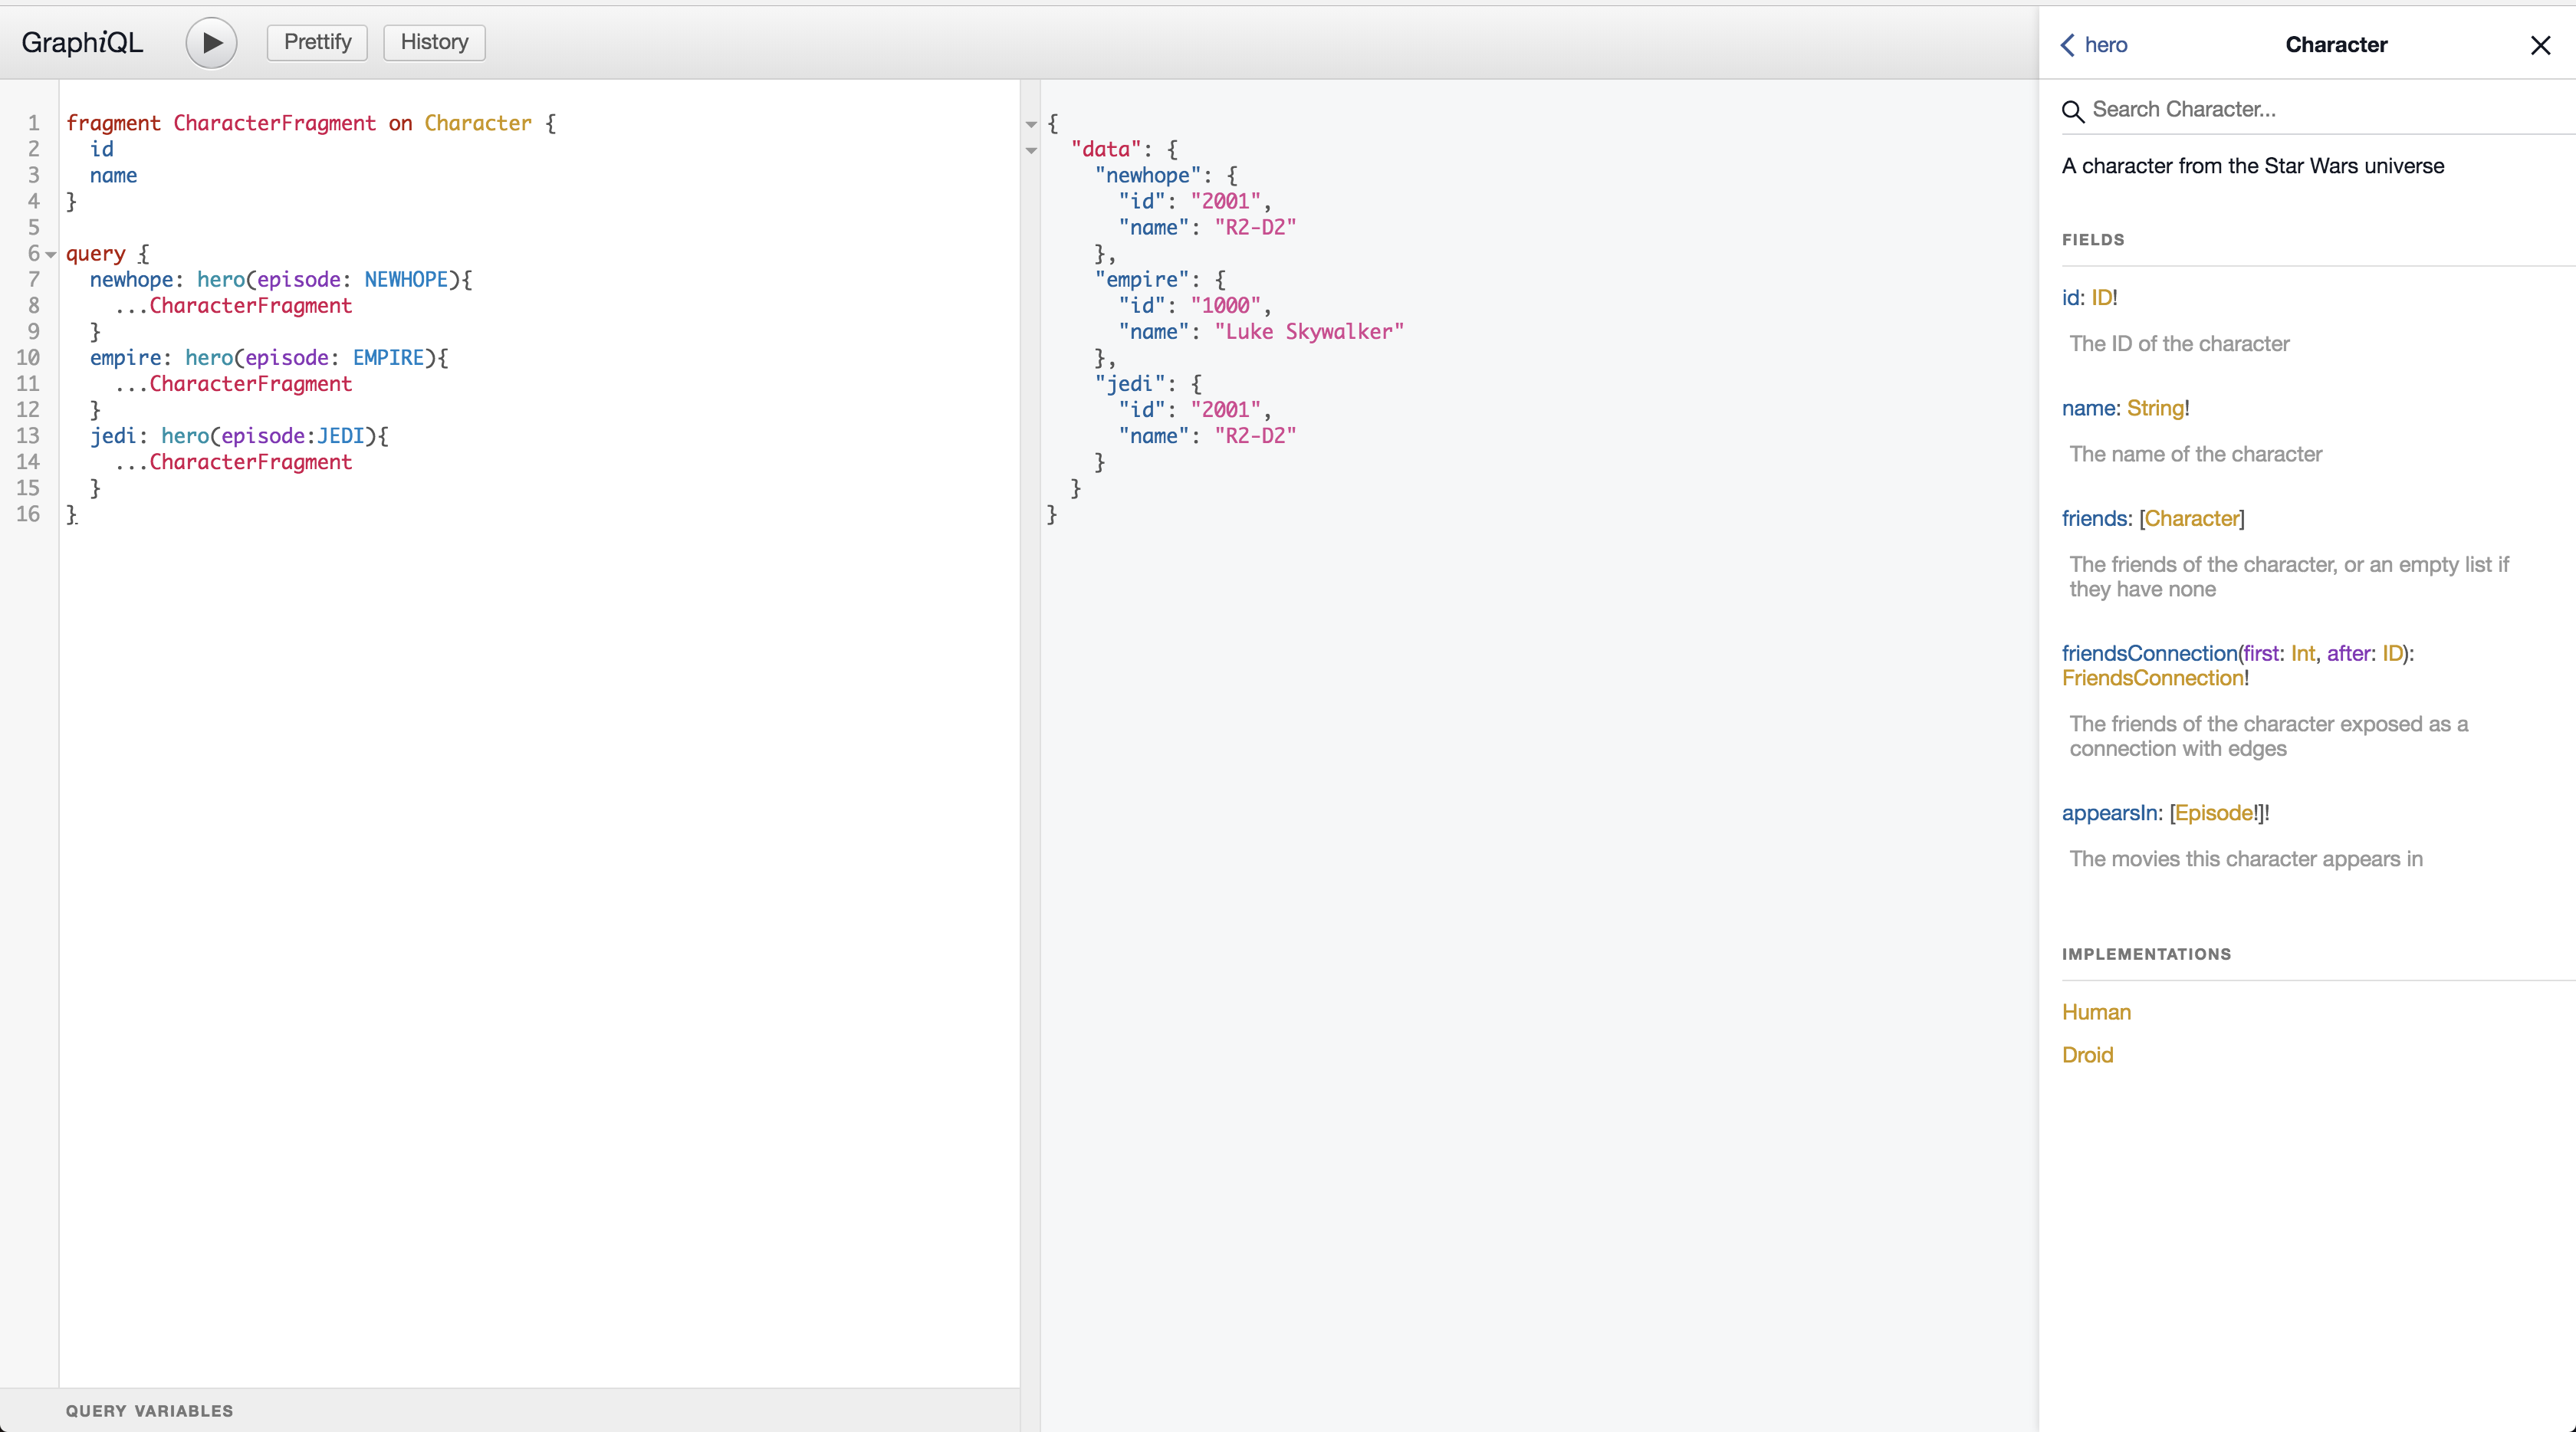 GraphiQL
Prettify
History
1 fragment CharacterFragment on Character {
2   id
3   name
4 }
5
6 query {
7   newhope: hero(episode: NEWHOPE){
8     ...CharacterFragment
9   }
10   empire: hero(episode: EMPIRE){
11     ...CharacterFragment
12   }
13   jedi: hero(episode:JEDI){
14     ...CharacterFragment
15   }
16 }
QUERY VARIABLES
{
  "data": {
    "newhope": {
      "id": "2001",
      "name": "R2-D2"
    },
    "empire": {
      "id": "1000",
      "name": "Luke Skywalker"
    },
    "jedi": {
      "id": "2001",
      "name": "R2-D2"
    }
  }
}
hero
Character
Search Character...
A character from the Star Wars universe
FIELDS
id: ID!
The ID of the character
name: String!
The name of the character
friends: [Character]
The friends of the character, or an empty list if
they have none
friendsConnection(first: Int, after: ID):
FriendsConnection!
The friends of the character exposed as a
connection with edges
appearsIn: [Episode!]!
The movies this character appears in
IMPLEMENTATIONS
Human
Droid